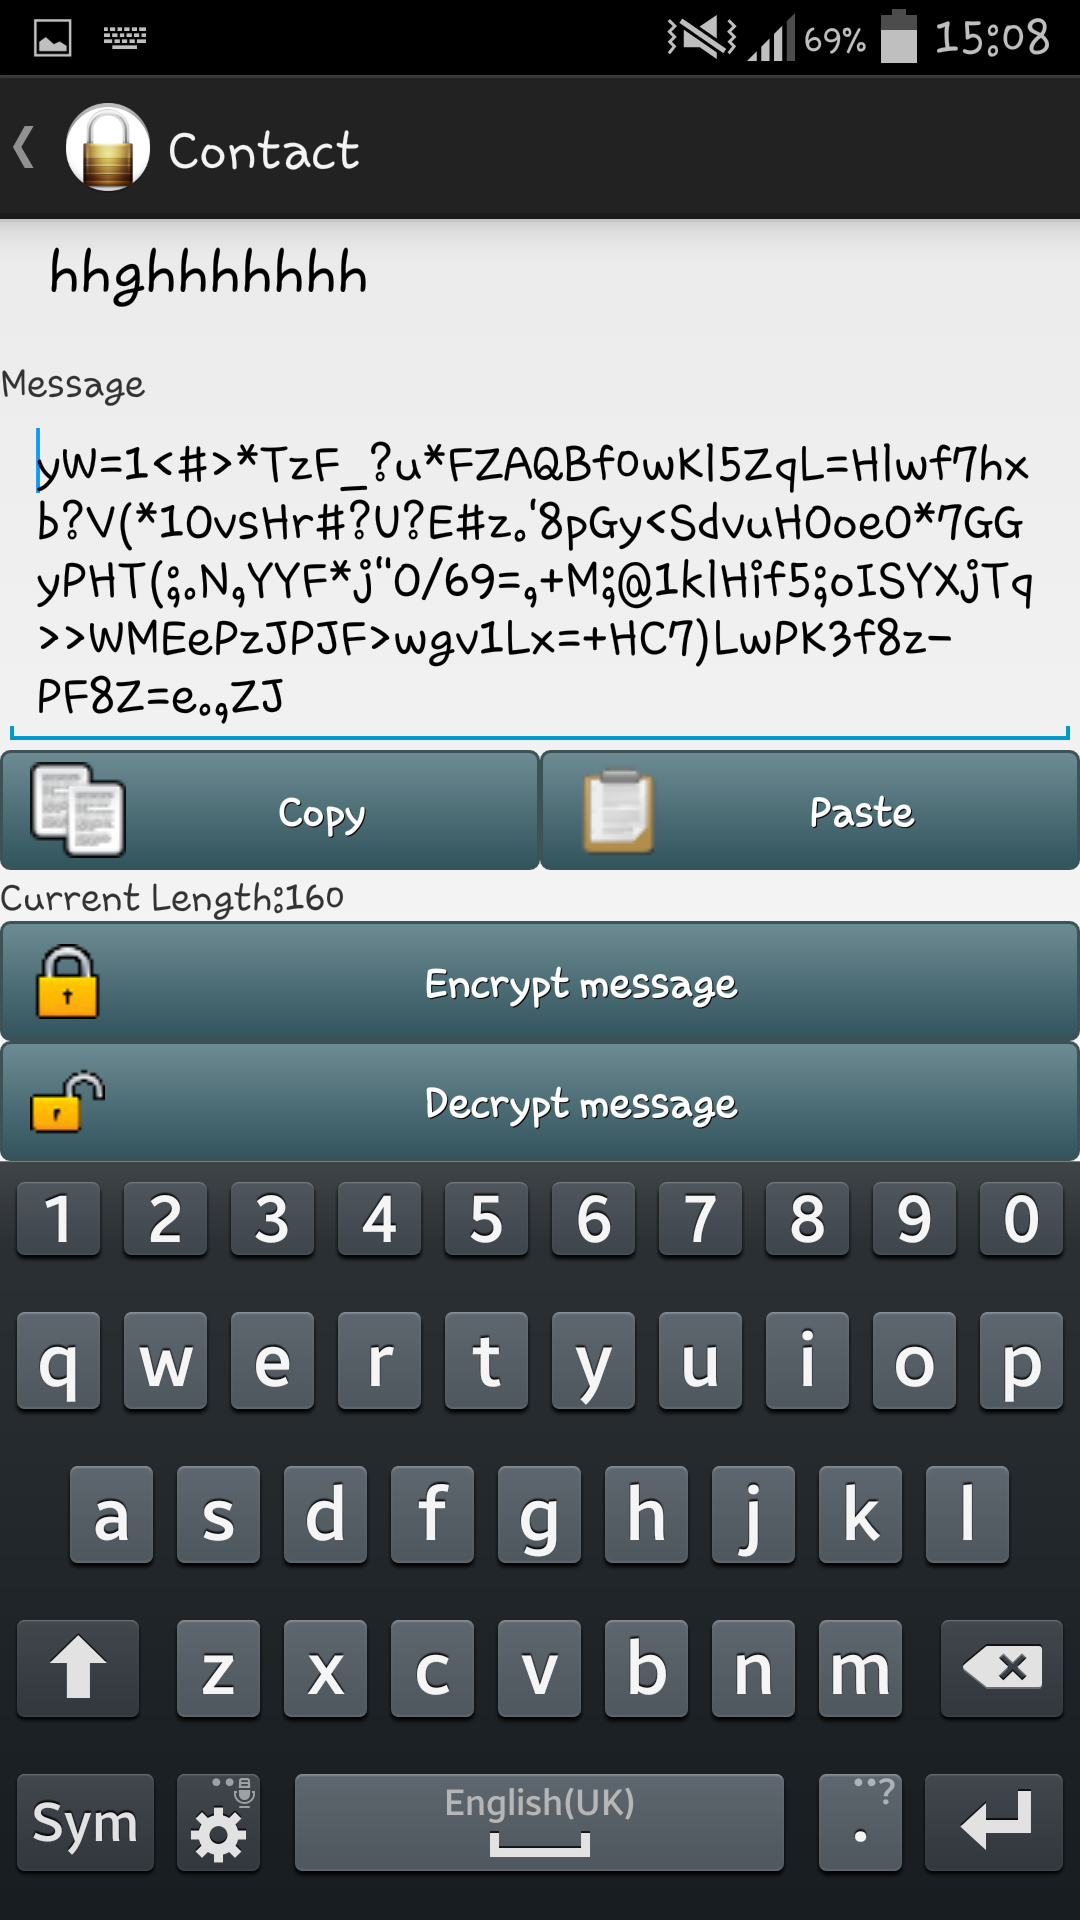 69% 15:08
Contact
hhghhhhhhh
Message
yW=1<#>*TzF_?u*FZAQBfOwKl5ZqL=Hlwf7hx
b?V(*10vsHr#?U?E#z.'8pGy<SdvuH0oe0*7GG
yPHT(;.N,YYF*j"0/69=,+M;@1klHif5;oISYXjTq
>>WMEePzJPJF>wgv1Lx=+HC7)LwPK3f8z-
PF8Z=e.,ZJ
Copy Paste
Current Length:160
Encrypt message
Decrypt message
1 2 3 4 5 6 7 8 9 0
q w e r t y u i o p
a s d f g h j k l
z x c v b n m
Sym English(UK) . ?